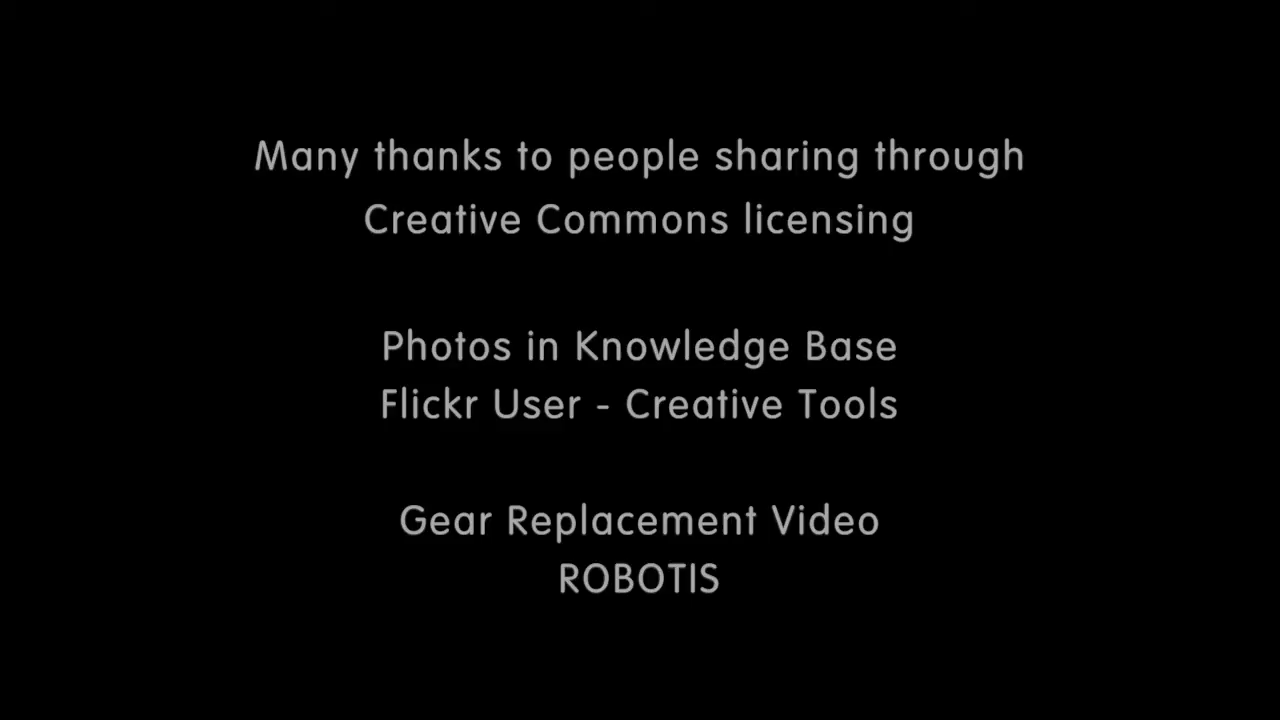 Many thanks to people sharing through
Creative Commons licensing
Photos in Knowledge Base
Flickr User - Creative Tools
Gear Replacement Video
ROBOTIS